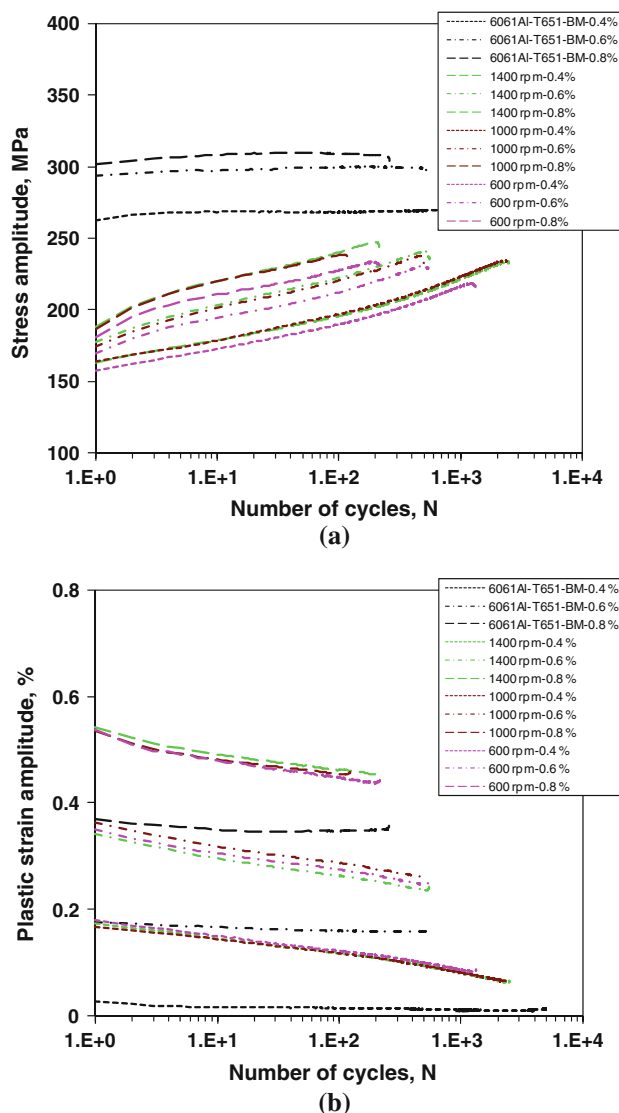 400
350
300
250
200
150
100
Stress amplitude, MPa
6061Al-T651-BM-0.4%
6061Al-T651-BM-0.6%
6061Al-T651-BM-0.8%
1400 rpm-0.4%
1400 rpm-0.6%
1400 rpm-0.8%
1000 rpm-0.4%
1000 rpm-0.6%
1000 rpm-0.8%
600 rpm-0.4%
600 rpm-0.6%
600 rpm-0.8%
1.E+0 1.E+1 1.E+2 1.E+3 1.E+4
Number of cycles, N
(a)
0.8
0.6
0.4
0.2
0
Plastic strain amplitude, %
6061Al-T651-BM-0.4 %
6061Al-T651-BM-0.6 %
6061Al-T651-BM-0.8 %
1400 rpm-0.4 %
1400 rpm-0.6 %
1400 rpm-0.8 %
1000 rpm-0.4 %
1000 rpm-0.6 %
1000 rpm-0.8 %
600 rpm-0.4 %
600 rpm-0.6 %
600 rpm-0.8 %
1.E+0 1.E+1 1.E+2 1.E+3 1.E+4
Number of cycles, N
(b)